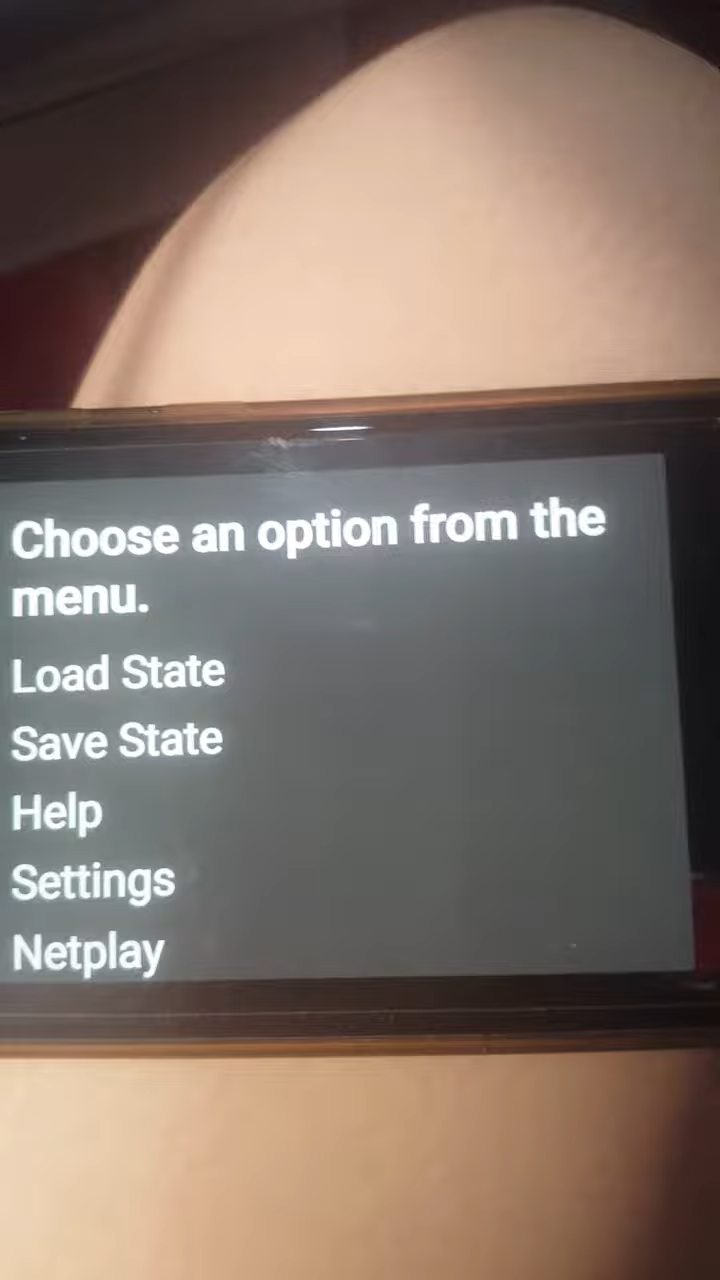 Choose an option from the
menu.
Load State
Save State
Help
Settings
Netplay